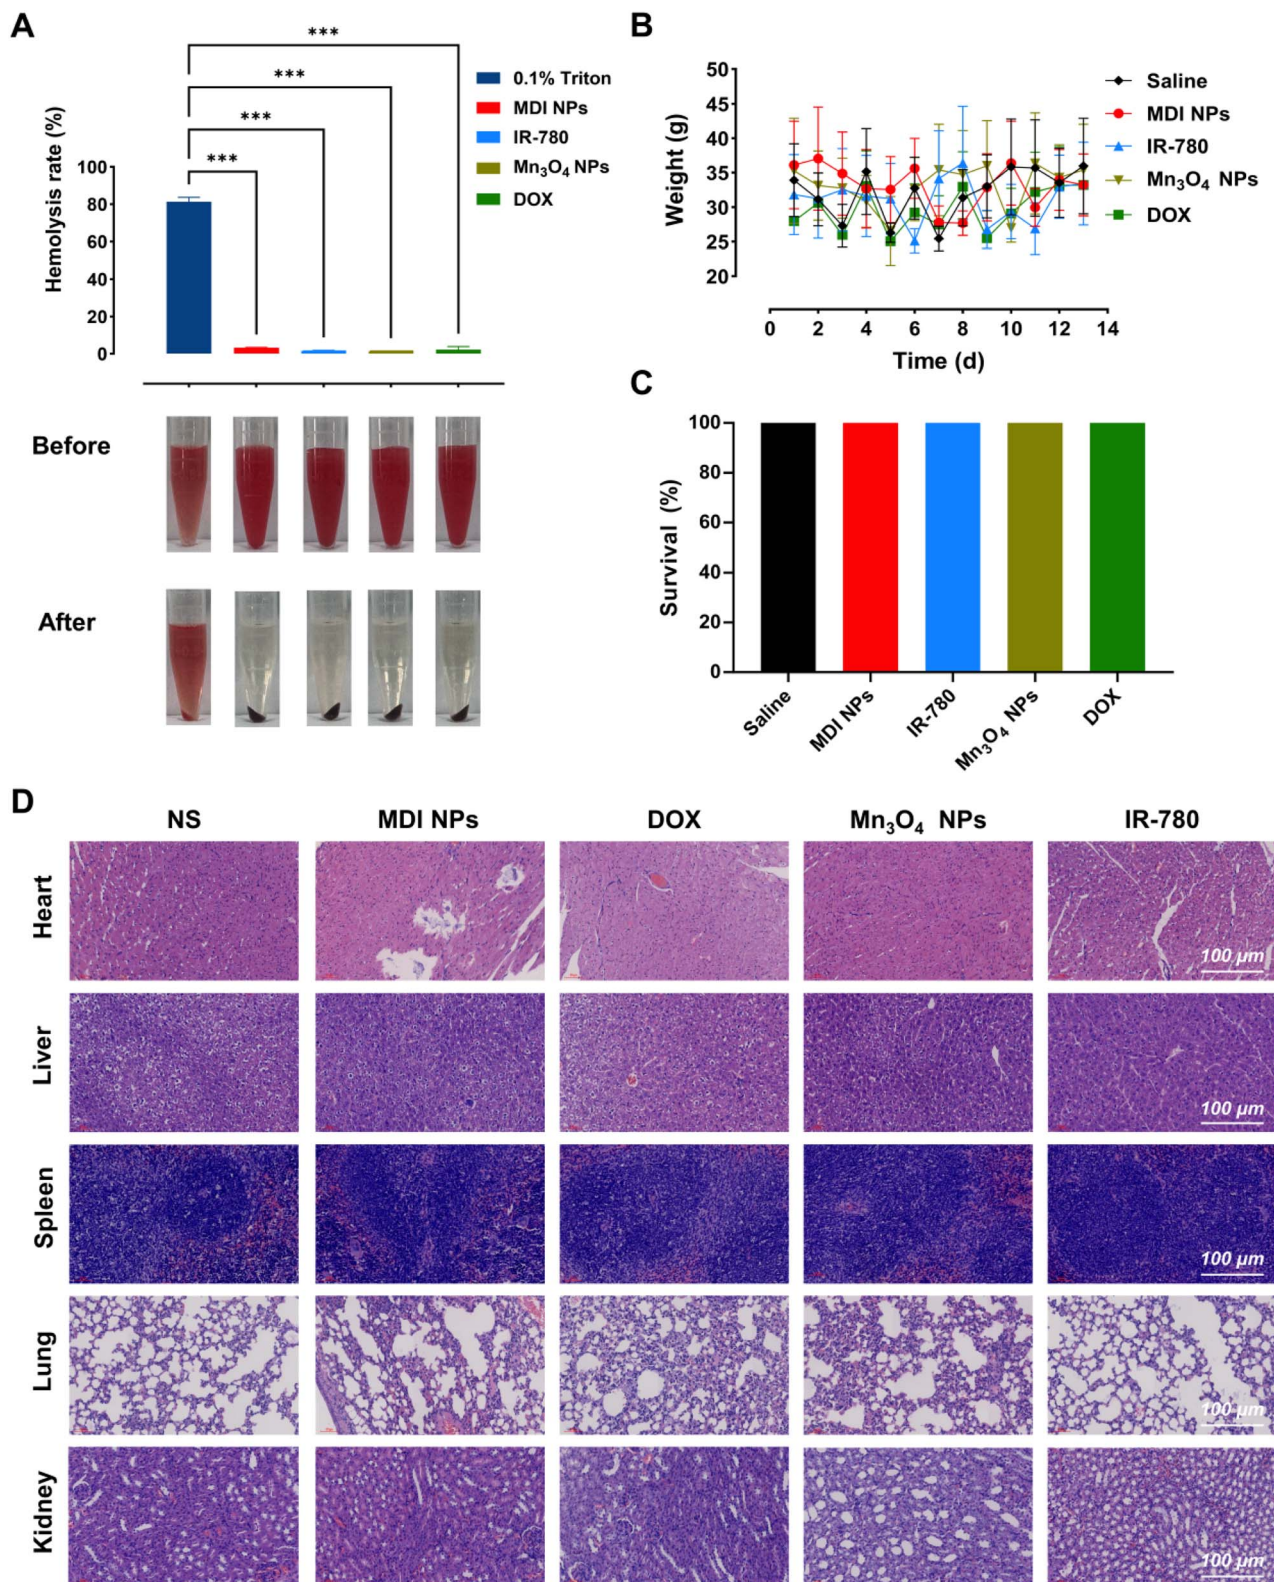 A
***
***
***
***
Hemolysis rate (%)
100
80
60
40
20
0
0.1% Triton
MDI NPs
IR-780
Mn₃O₄ NPs
DOX
Before
After
B
Weight (g)
50
45
40
35
30
25
20
0 2 4 6 8 10 12 14
Time (d)
Saline
MDI NPs
IR-780
Mn₃O₄ NPs
DOX
C
Survival (%)
100
80
60
40
20
0
Saline
MDI NPs
IR-780
Mn₃O₄ NPs
DOX
D
NS MDI NPs DOX Mn₃O₄ NPs IR-780
Heart
100 μm
Liver
100 μm
Spleen
100 μm
Lung
100 μm
Kidney
100 μm